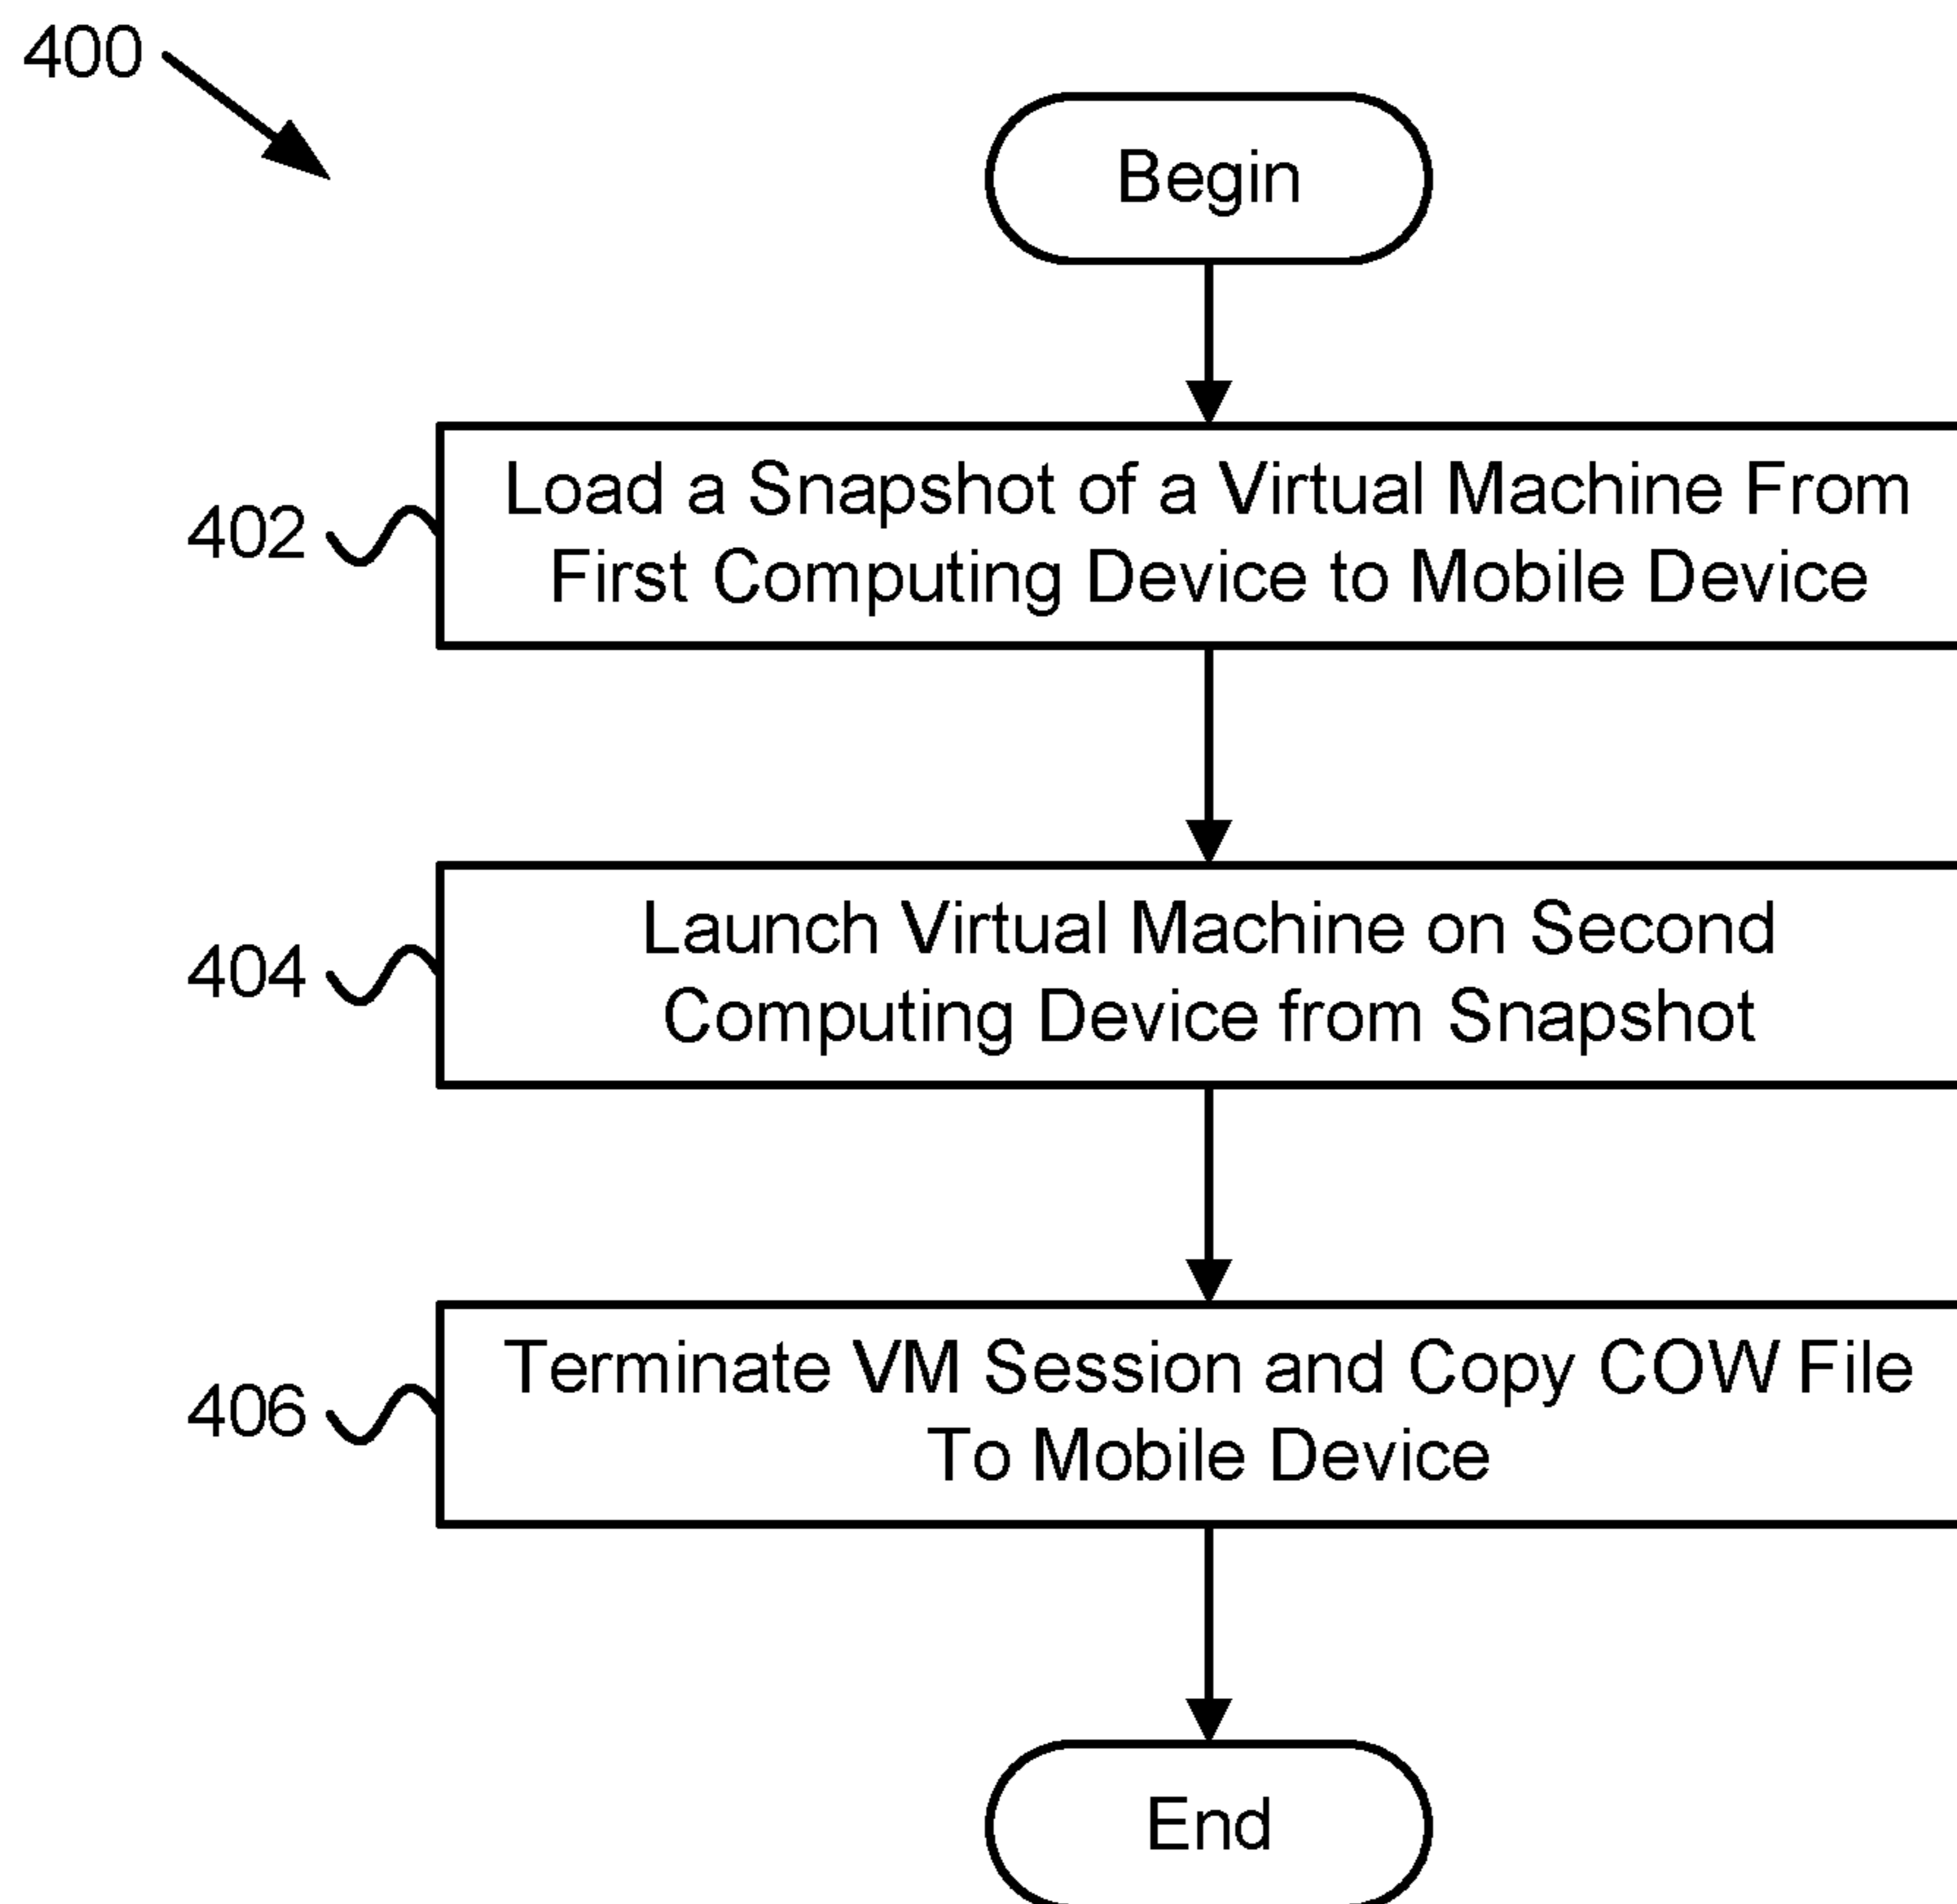 400
Begin
402
Load a Snapshot of a Virtual Machine From
First Computing Device to Mobile Device
404
Launch Virtual Machine on Second
Computing Device from Snapshot
406
Terminate VM Session and Copy COW File
To Mobile Device
End